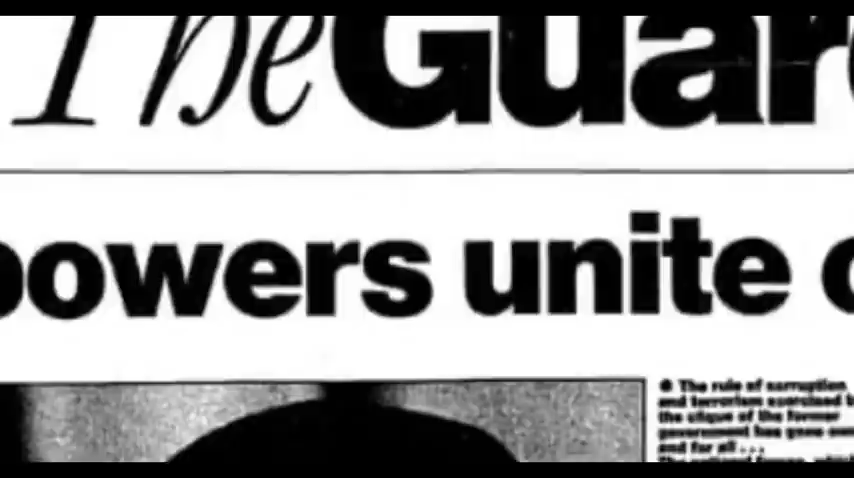 The Guar
powers unite
• The rule of corruption
and terrorism exercised
the clique of the former
government has gone
and for all . . .